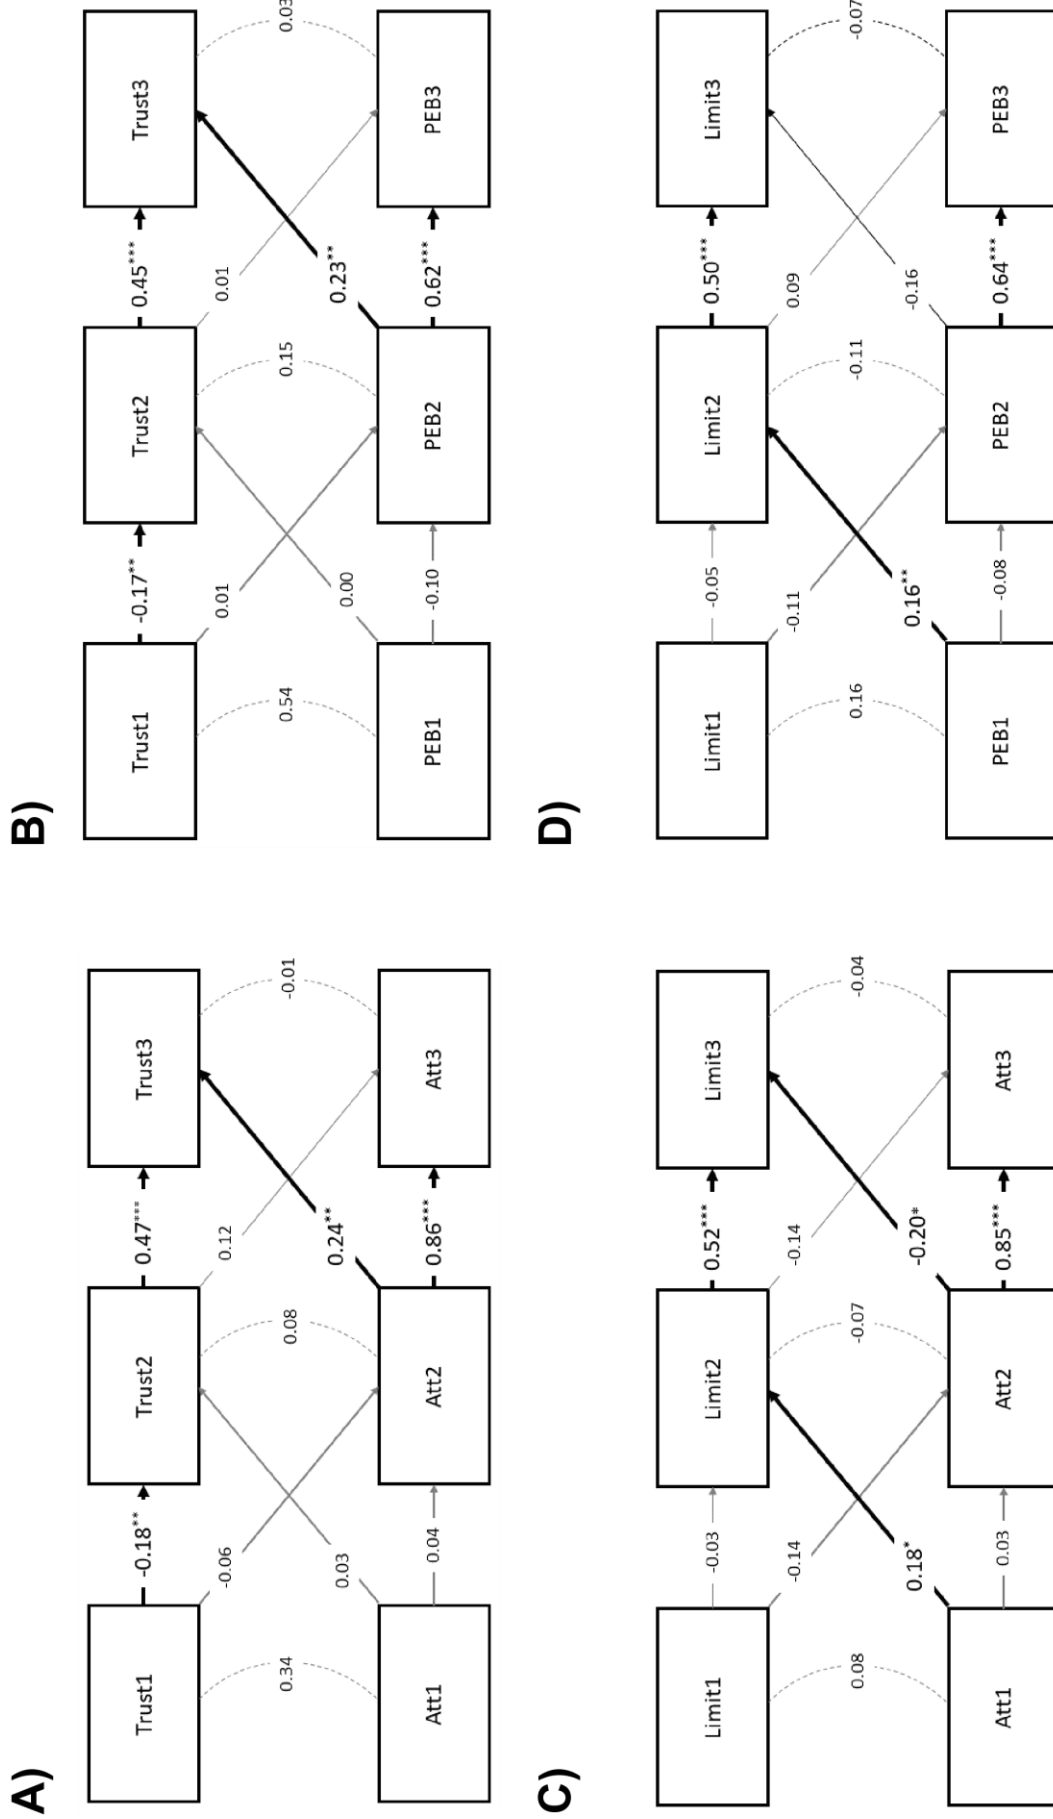 A)
Trust1
-0.18**
Trust2
0.47***
Trust3
0.34
-0.06
0.03
0.08
0.12
0.24**
-0.01
Att1
0.04
Att2
0.86***
Att3
B)
Trust1
-0.17**
Trust2
0.45***
Trust3
0.54
0.01
0.00
0.15
0.01
0.23**
0.03
PEB1
-0.10
PEB2
0.62***
PEB3
C)
Limit1
-0.03
Limit2
0.52***
Limit3
0.08
-0.14
0.18*
-0.07
-0.14
-0.20*
-0.04
Att1
0.03
Att2
0.85***
Att3
D)
Limit1
-0.05
Limit2
0.50***
Limit3
0.16
-0.11
0.16**
-0.11
0.09
-0.16
-0.07
PEB1
-0.08
PEB2
0.64***
PEB3